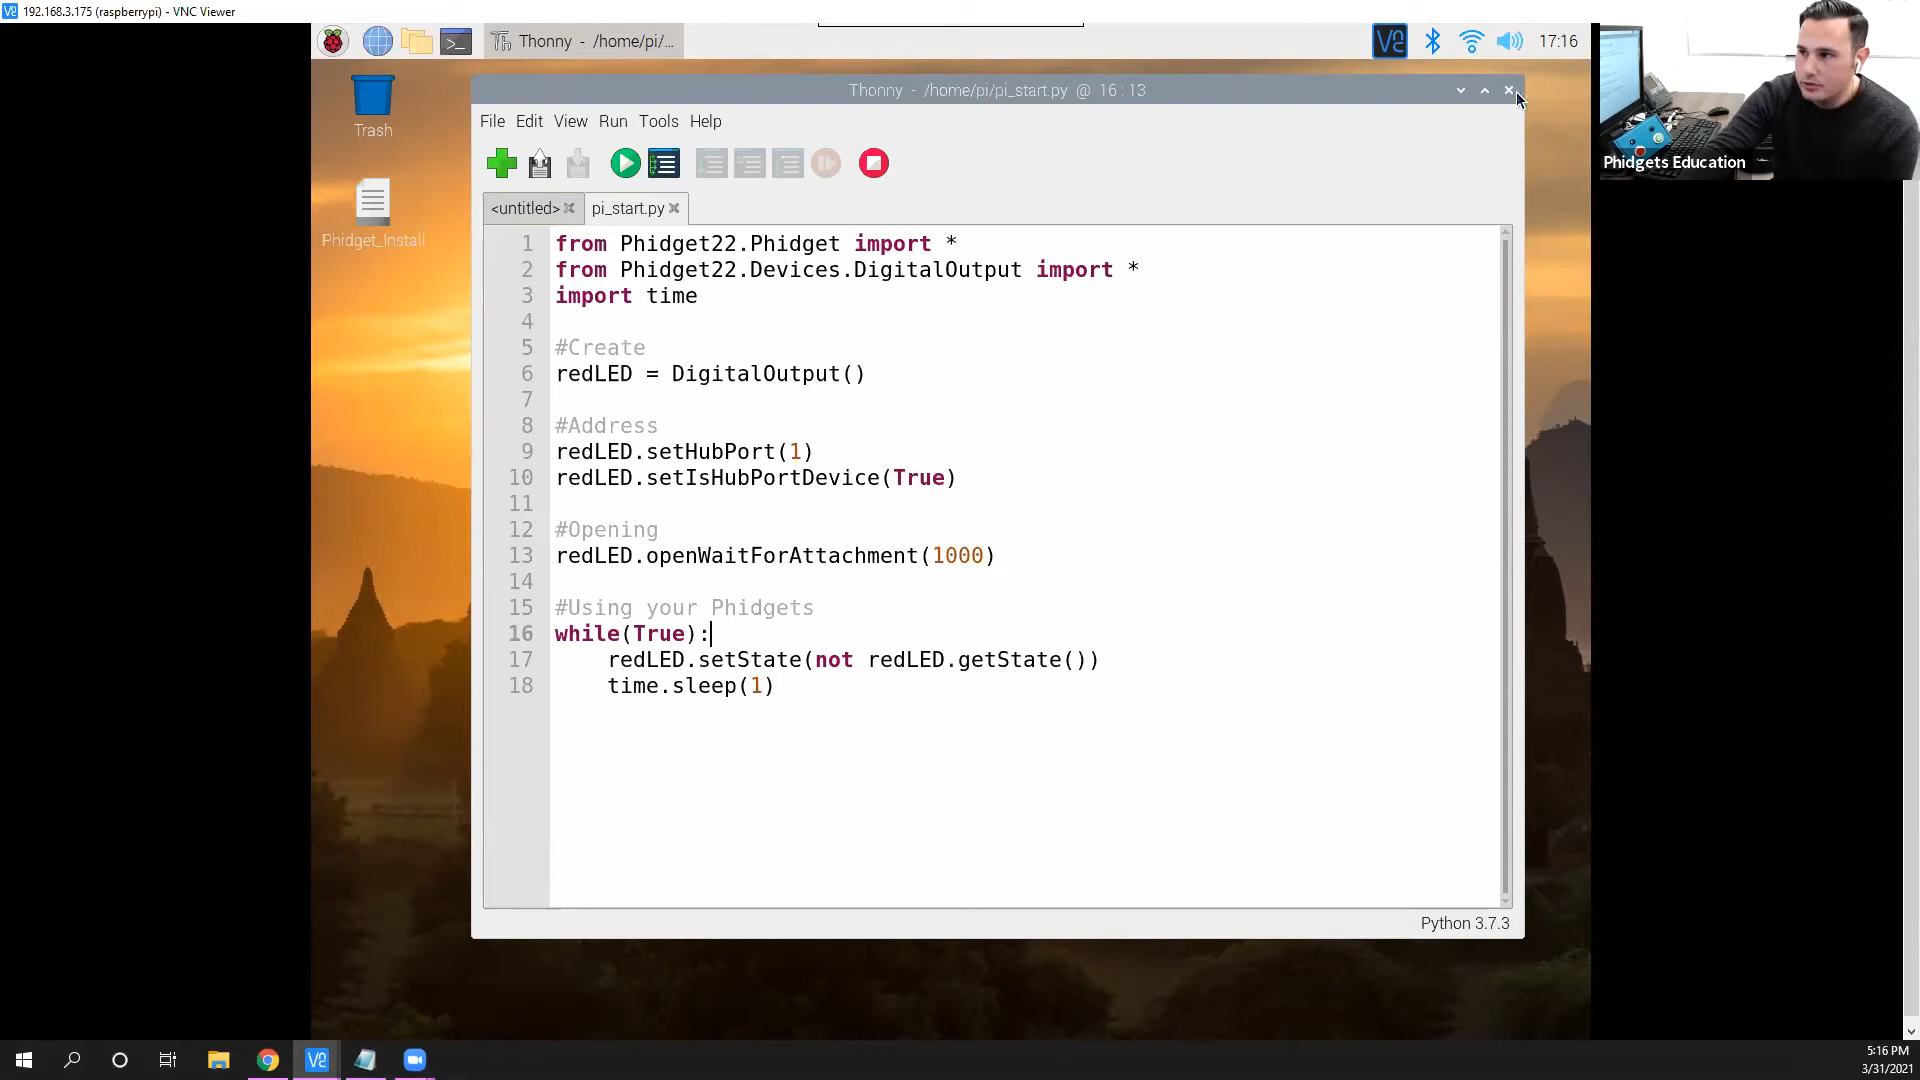 192.168.3.175 (raspberrypi) - VNC Viewer
Thonny - /home/pi/...
17:16
Trash
Phidget_Install
Thonny - /home/pi/pi_start.py @ 16 : 13
File Edit View Run Tools Help
<untitled> pi_start.py
1 from Phidget22.Phidget import *
2 from Phidget22.Devices.DigitalOutput import *
3 import time
4
5 #Create
6 redLED = DigitalOutput()
7
8 #Address
9 redLED.setHubPort(1)
10 redLED.setIsHubPortDevice(True)
11
12 #Opening
13 redLED.openWaitForAttachment(1000)
14
15 #Using your Phidgets
16 while(True):
17     redLED.setState(not redLED.getState())
18     time.sleep(1)
Python 3.7.3
Phidgets Education
5:16 PM
3/31/2021